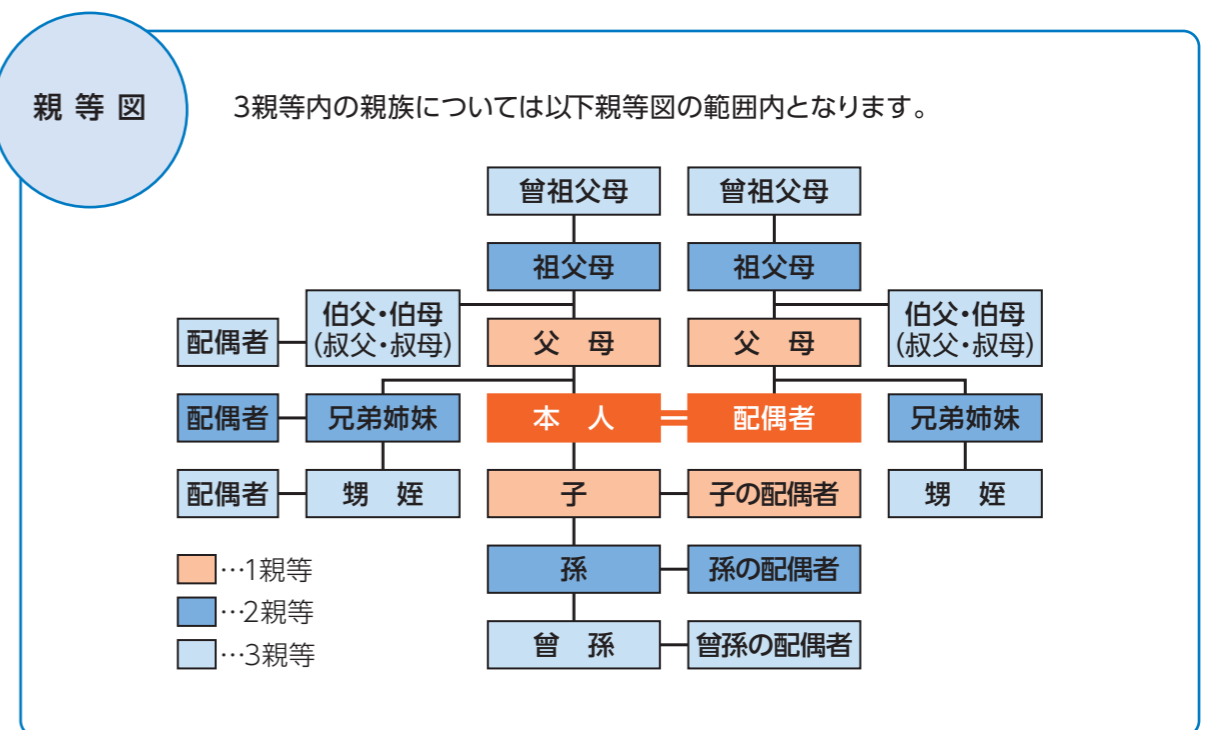 親等図
3親等内の親族については以下親等図の範囲内となります。
曾祖父母
曾祖父母
祖父母
祖父母
配偶者
伯父・伯母
(叔父・叔母)
父 母
父 母
伯父・伯母
(叔父・叔母)
配偶者
兄弟姉妹
本 人
配偶者
兄弟姉妹
配偶者
甥 姪
子
子の配偶者
甥 姪
孫
孫の配偶者
曾 孫
曾孫の配偶者
…1親等
…2親等
…3親等